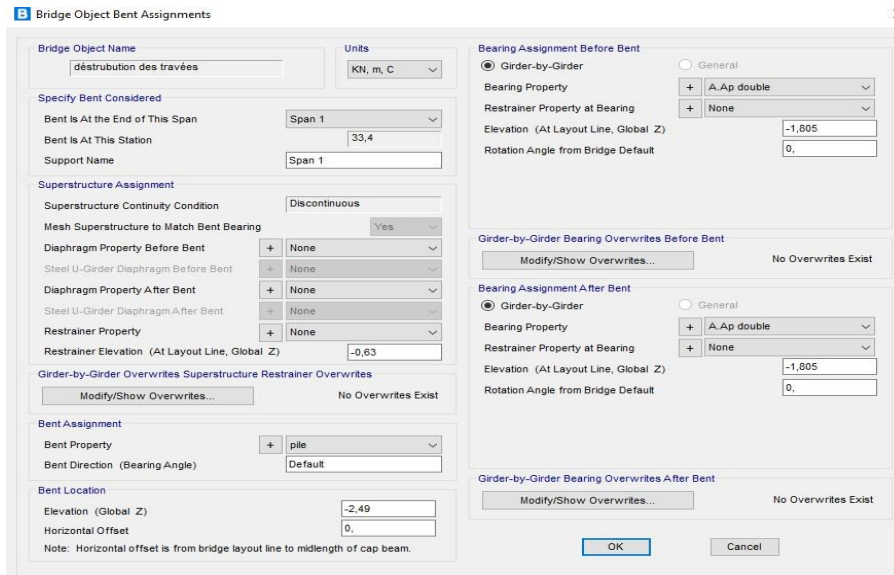 B Bridge Object Bent Assignments
Bridge Object Name
déstrubution des travées
Units
KN, m, C
Specify Bent Considered
Bent Is At the End of This Span Span 1
Bent Is At This Station 33,4
Support Name Span 1
Superstructure Assignment
Superstructure Continuity Condition Discontinuous
Mesh Superstructure to Match Bent Bearing Yes
Diaphragm Property Before Bent + None
Steel U-Girder Diaphragm Before Bent + None
Diaphragm Property After Bent + None
Steel U-Girder Diaphragm After Bent + None
Restrainer Property + None
Restrainer Elevation (At Layout Line, Global Z) -0,63
Girder-by-Girder Overwrites Superstructure Restrainer Overwrites
Modify/Show Overwrites... No Overwrites Exist
Bent Assignment
Bent Property + pile
Bent Direction (Bearing Angle) Default
Bent Location
Elevation (Global Z) -2,49
Horizontal Offset 0,
Note: Horizontal offset is from bridge layout line to midlength of cap beam.
Bearing Assignment Before Bent
Girder-by-Girder General
Bearing Property + A.Ap double
Restrainer Property at Bearing + None
Elevation (At Layout Line, Global Z) -1,805
Rotation Angle from Bridge Default 0,
Girder-by-Girder Bearing Overwrites Before Bent
Modify/Show Overwrites... No Overwrites Exist
Bearing Assignment After Bent
Girder-by-Girder General
Bearing Property + A.Ap double
Restrainer Property at Bearing + None
Elevation (At Layout Line, Global Z) -1,805
Rotation Angle from Bridge Default 0,
Girder-by-Girder Bearing Overwrites After Bent
Modify/Show Overwrites... No Overwrites Exist
OK Cancel